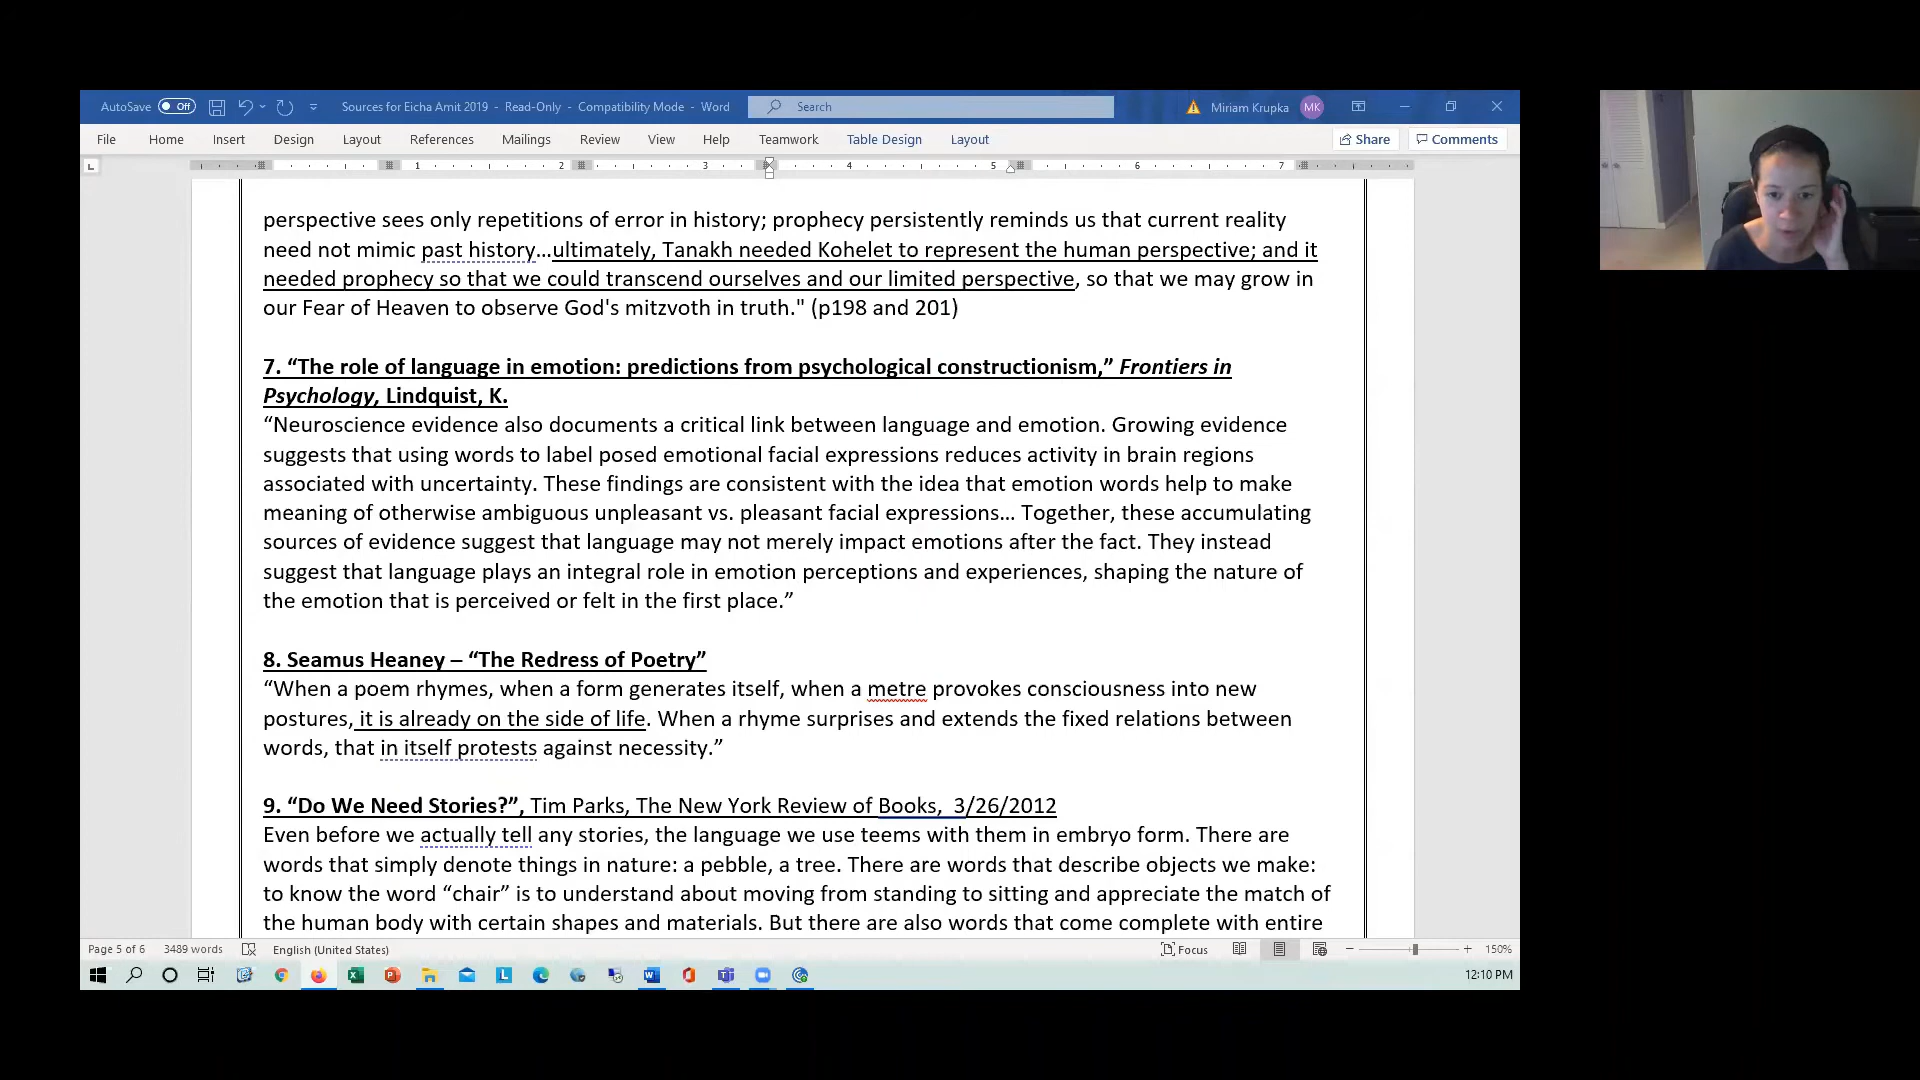 AutoSave Off Sources for Eicha Amit 2019 - Read-Only - Compatibility Mode - Word Search Miriam Krupka MK
File Home Insert Design Layout References Mailings Review View Help Teamwork Table Design Layout Share Comments
1 2 3 4 5 6 7
perspective sees only repetitions of error in history; prophecy persistently reminds us that current reality
need not mimic past history…ultimately, Tanakh needed Kohelet to represent the human perspective; and it
needed prophecy so that we could transcend ourselves and our limited perspective, so that we may grow in
our Fear of Heaven to observe God's mitzvoth in truth." (p198 and 201)
7. “The role of language in emotion: predictions from psychological constructionism,” Frontiers in
Psychology, Lindquist, K.
“Neuroscience evidence also documents a critical link between language and emotion. Growing evidence
suggests that using words to label posed emotional facial expressions reduces activity in brain regions
associated with uncertainty. These findings are consistent with the idea that emotion words help to make
meaning of otherwise ambiguous unpleasant vs. pleasant facial expressions… Together, these accumulating
sources of evidence suggest that language may not merely impact emotions after the fact. They instead
suggest that language plays an integral role in emotion perceptions and experiences, shaping the nature of
the emotion that is perceived or felt in the first place.”
8. Seamus Heaney – “The Redress of Poetry”
“When a poem rhymes, when a form generates itself, when a metre provokes consciousness into new
postures, it is already on the side of life. When a rhyme surprises and extends the fixed relations between
words, that in itself protests against necessity.”
9. “Do We Need Stories?”, Tim Parks, The New York Review of Books,  3/26/2012
Even before we actually tell any stories, the language we use teems with them in embryo form. There are
words that simply denote things in nature: a pebble, a tree. There are words that describe objects we make:
to know the word “chair” is to understand about moving from standing to sitting and appreciate the match of
the human body with certain shapes and materials. But there are also words that come complete with entire
Page 5 of 6 3489 words English (United States) Focus 150%
12:10 PM